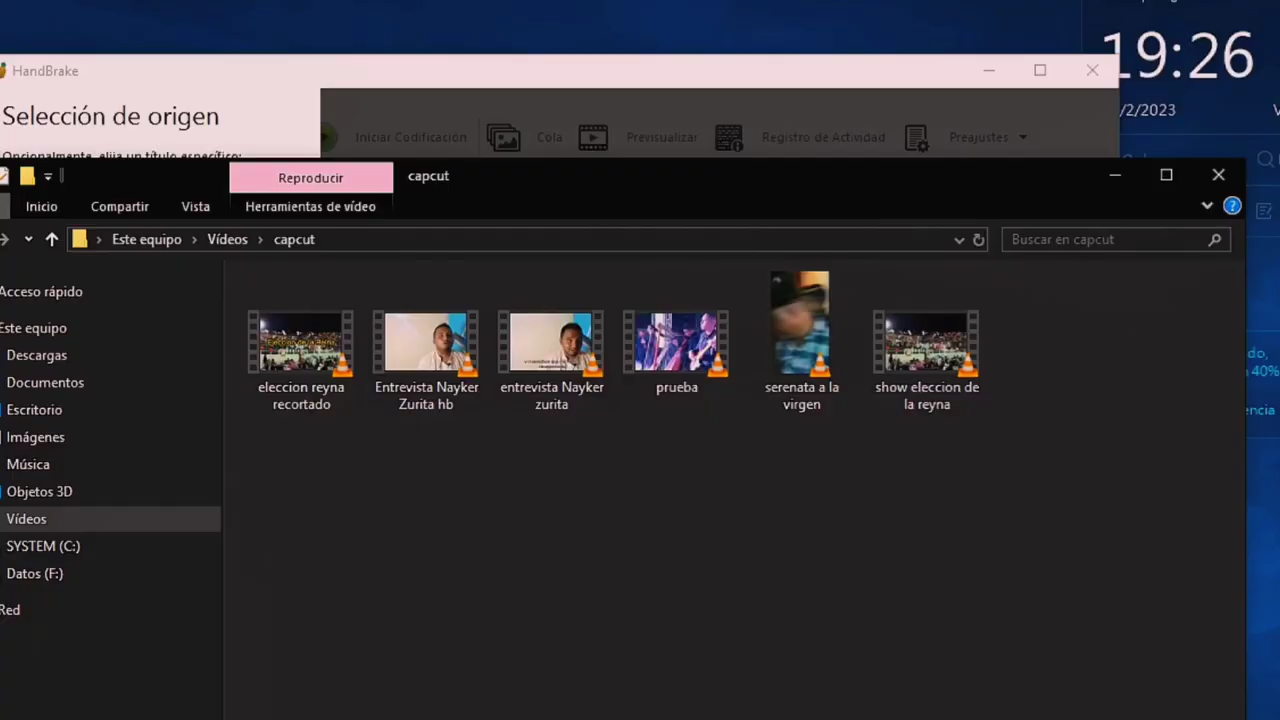 19:26
HandBrake
/2/2023
Selección de origen
Iniciar Codificación
Cola
Previsualizar
Registro de Actividad
Preajustes
Opcionalmente, elija un título específico:
Reproducir
capcut
Inicio
Compartir
Vista
Herramientas de vídeo
Este equipo > Vídeos > capcut
Buscar en capcut
Acceso rápido
Este equipo
Descargas
Documentos
Escritorio
Imágenes
Música
Objetos 3D
Vídeos
SYSTEM (C:)
Datos (F:)
Red
eleccion reyna
recortado
Entrevista Nayker
Zurita hb
entrevista Nayker
zurita
prueba
serenata a la
virgen
show eleccion de
la reyna
do,
40%
encia